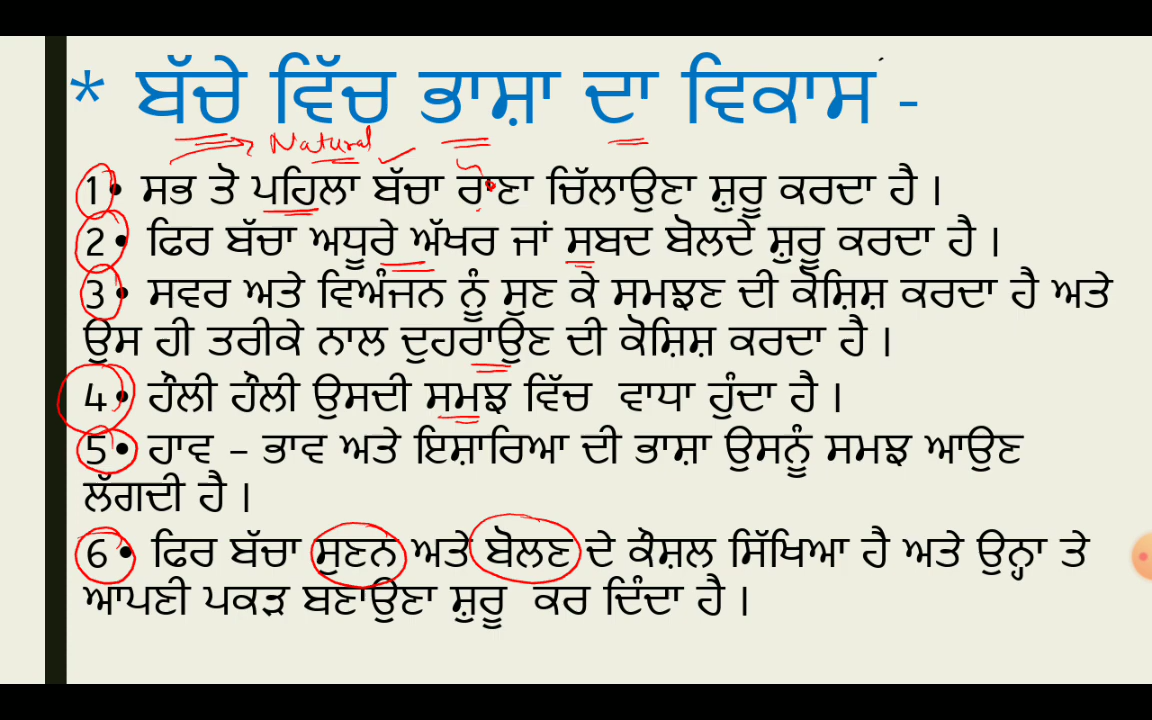 * ਬੱਚੇ ਵਿੱਚ ਭਾਸ਼ਾ ਦਾ ਵਿਕਾਸ -
Natural
1• ਸਭ ਤੋ ਪਹਿਲਾ ਬੱਚਾ ਰਾਣਾ ਚਿੱਲਾਉਣਾ ਸ਼ੁਰੂ ਕਰਦਾ ਹੈ ।
2• ਫਿਰ ਬੱਚਾ ਅਧੂਰੇ ਅੱਖਰ ਜਾਂ ਸਬਦ ਬੋਲਦੇ ਸ਼ੁਰੂ ਕਰਦਾ ਹੈ ।
3• ਸਵਰ ਅਤੇ ਵਿਅੰਜਨ ਨੂੰ ਸੁਣ ਕੇ ਸਮਝਣ ਦੀ ਕੋਸ਼ਿਸ਼ ਕਰਦਾ ਹੈ ਅਤੇ
ਉਸ ਹੀ ਤਰੀਕੇ ਨਾਲ ਦੁਹਰਾਉਣ ਦੀ ਕੋਸ਼ਿਸ਼ ਕਰਦਾ ਹੈ ।
4• ਹੌਲੀ ਹੌਲੀ ਉਸਦੀ ਸਮਝ ਵਿੱਚ ਵਾਧਾ ਹੁੰਦਾ ਹੈ ।
5• ਹਾਵ – ਭਾਵ ਅਤੇ ਇਸ਼ਾਰਿਆ ਦੀ ਭਾਸ਼ਾ ਉਸਨੂੰ ਸਮਝ ਆਉਣ
ਲੱਗਦੀ ਹੈ ।
6• ਫਿਰ ਬੱਚਾ ਸੁਣਨ ਅਤੇ ਬੋਲਣ ਦੇ ਕੌਸ਼ਲ ਸਿੱਖਿਆ ਹੈ ਅਤੇ ਉਨ੍ਹਾ ਤੇ
ਆਪਣੀ ਪਕੜ ਬਣਾਉਣਾ ਸ਼ੁਰੂ ਕਰ ਦਿੰਦਾ ਹੈ ।